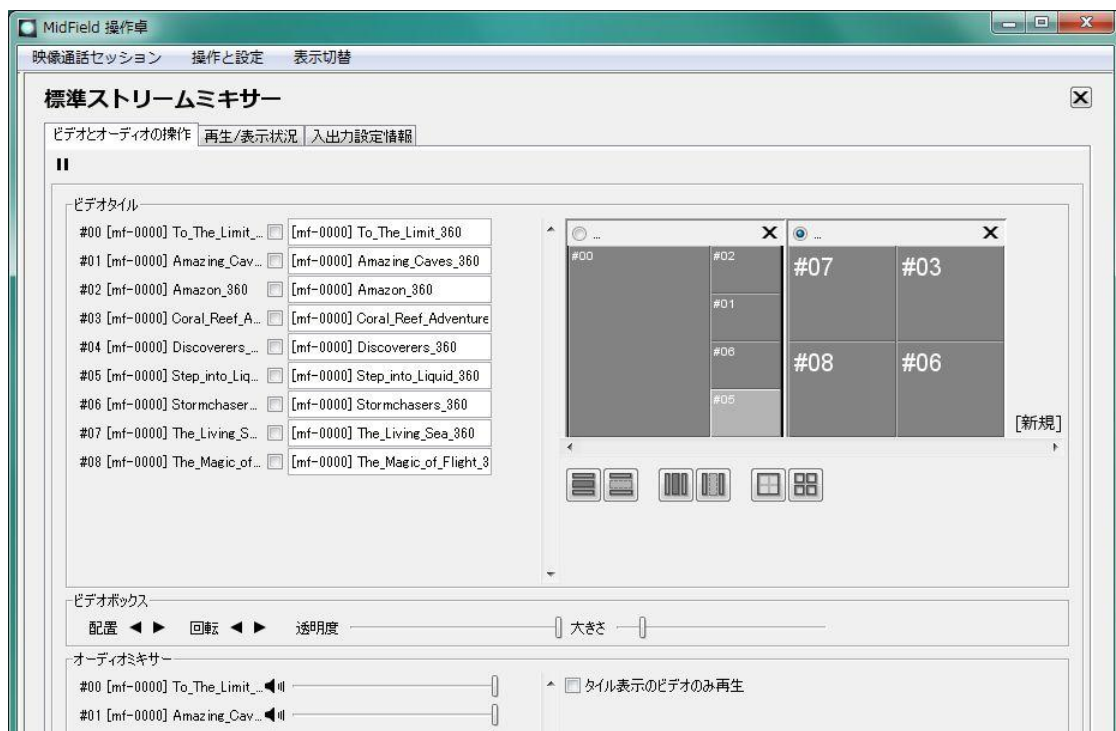 MidField 操作卓
映像通話セッション 操作と設定 表示切替
標準ストリームミキサー
ビデオとオーディオの操作 再生/表示状況 入出力設定情報
ビデオタイル
#00 [mf-0000] To_The_Limit_... [mf-0000] To_The_Limit_360
#01 [mf-0000] Amazing_Cav... [mf-0000] Amazing_Caves_360
#02 [mf-0000] Amazon_360 [mf-0000] Amazon_360
#03 [mf-0000] Coral_Reef_A... [mf-0000] Coral_Reef_Adventure
#04 [mf-0000] Discoverers_... [mf-0000] Discoverers_360
#05 [mf-0000] Step_into_Liq... [mf-0000] Step_into_Liquid_360
#06 [mf-0000] Stormchaser... [mf-0000] Stormchasers_360
#07 [mf-0000] The_Living_S... [mf-0000] The_Living_Sea_360
#08 [mf-0000] The_Magic_of... [mf-0000] The_Magic_of_Flight_3
... ...
#00 #02 #07 #03
#01
#06 #08 #06
#05
[新規]
ビデオボックス
配置 回転 透明度 大きさ
オーディオミキサー
#00 [mf-0000] To_The_Limit_... タイル表示のビデオのみ再生
#01 [mf-0000] Amazing_Cav...